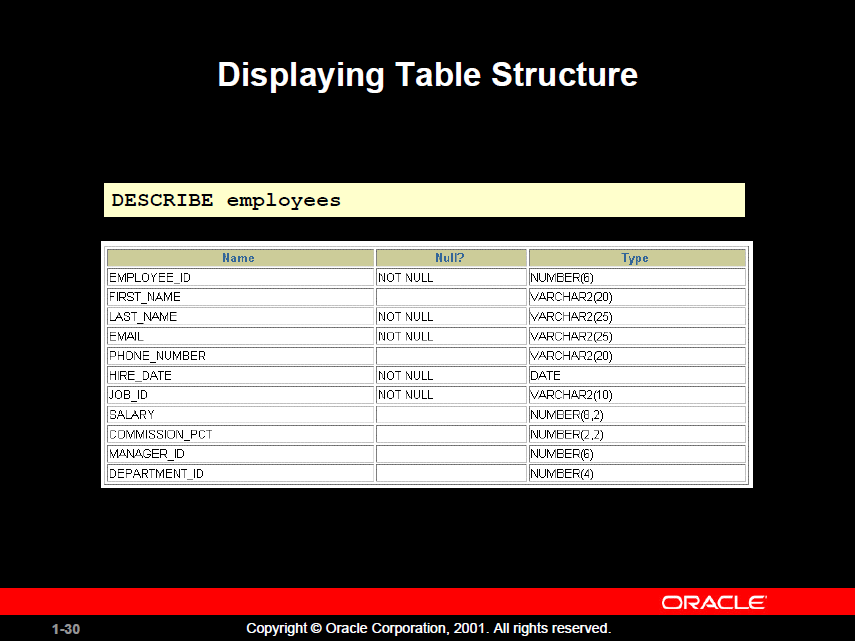 Displaying Table Structure
DESCRIBE employees
Name Null? Type
EMPLOYEE_ID NOT NULL NUMBER(6)
FIRST_NAME VARCHAR2(20)
LAST_NAME NOT NULL VARCHAR2(25)
EMAIL NOT NULL VARCHAR2(25)
PHONE_NUMBER VARCHAR2(20)
HIRE_DATE NOT NULL DATE
JOB_ID NOT NULL VARCHAR2(10)
SALARY NUMBER(8,2)
COMMISSION_PCT NUMBER(2,2)
MANAGER_ID NUMBER(6)
DEPARTMENT_ID NUMBER(4)
ORACLE
1-30 Copyright © Oracle Corporation, 2001. All rights reserved.